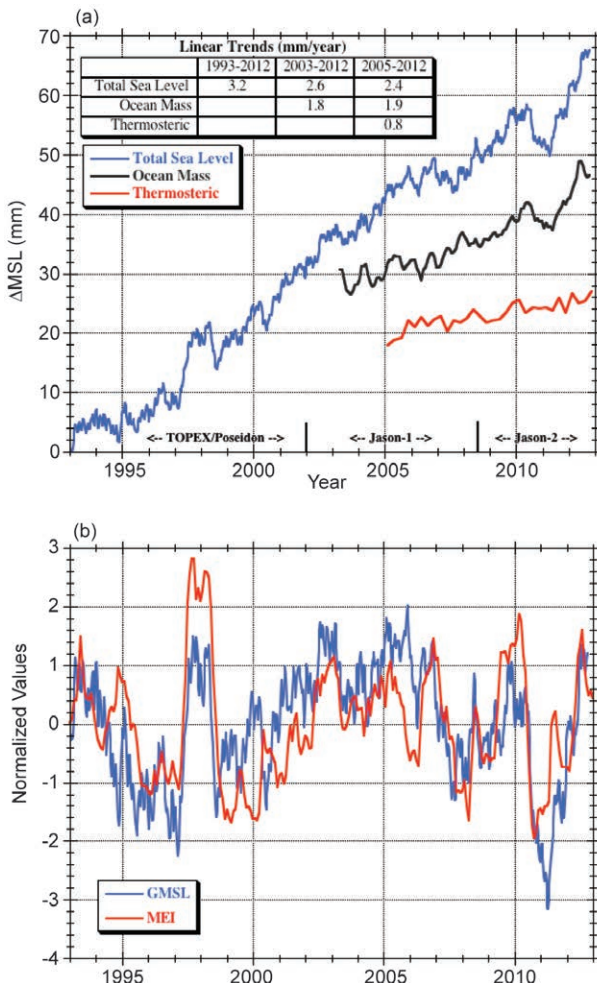 (a)
Linear Trends (mm/year)
1993-2012 2003-2012 2005-2012
Total Sea Level 3.2 2.6 2.4
Ocean Mass 1.8 1.9
Thermosteric 0.8
Total Sea Level
Ocean Mass
Thermosteric
ΔMSL (mm)
70
60
50
40
30
20
10
0
<-- TOPEX/Poseidon --> <-- Jason-1 --> <-- Jason-2 -->
1995 2000 2005 2010
Year
(b)
Normalized Values
3
2
1
0
-1
-2
-3
-4
GMSL
MEI
1995 2000 2005 2010